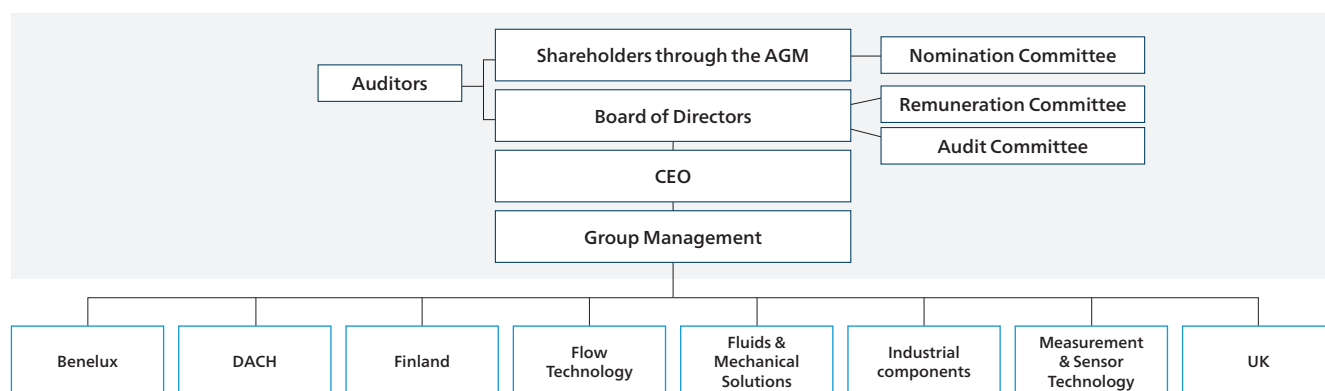 Shareholders through the AGM
Nomination Committee
Auditors
Board of Directors
Remuneration Committee
Audit Committee
CEO
Group Management
Benelux
DACH
Finland
Flow
Technology
Fluids &
Mechanical
Solutions
Industrial
components
Measurement
& Sensor
Technology
UK